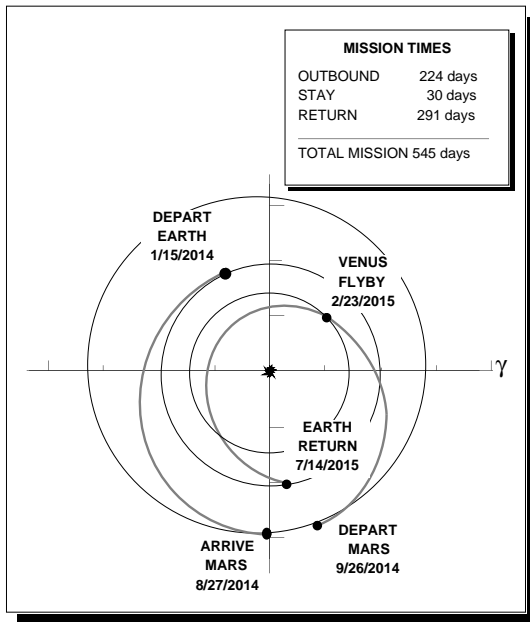 MISSION TIMES
OUTBOUND 224 days
STAY 30 days
RETURN 291 days
TOTAL MISSION 545 days
DEPART
EARTH
1/15/2014
VENUS
FLYBY
2/23/2015
γ
EARTH
RETURN
7/14/2015
ARRIVE
MARS
8/27/2014
DEPART
MARS
9/26/2014